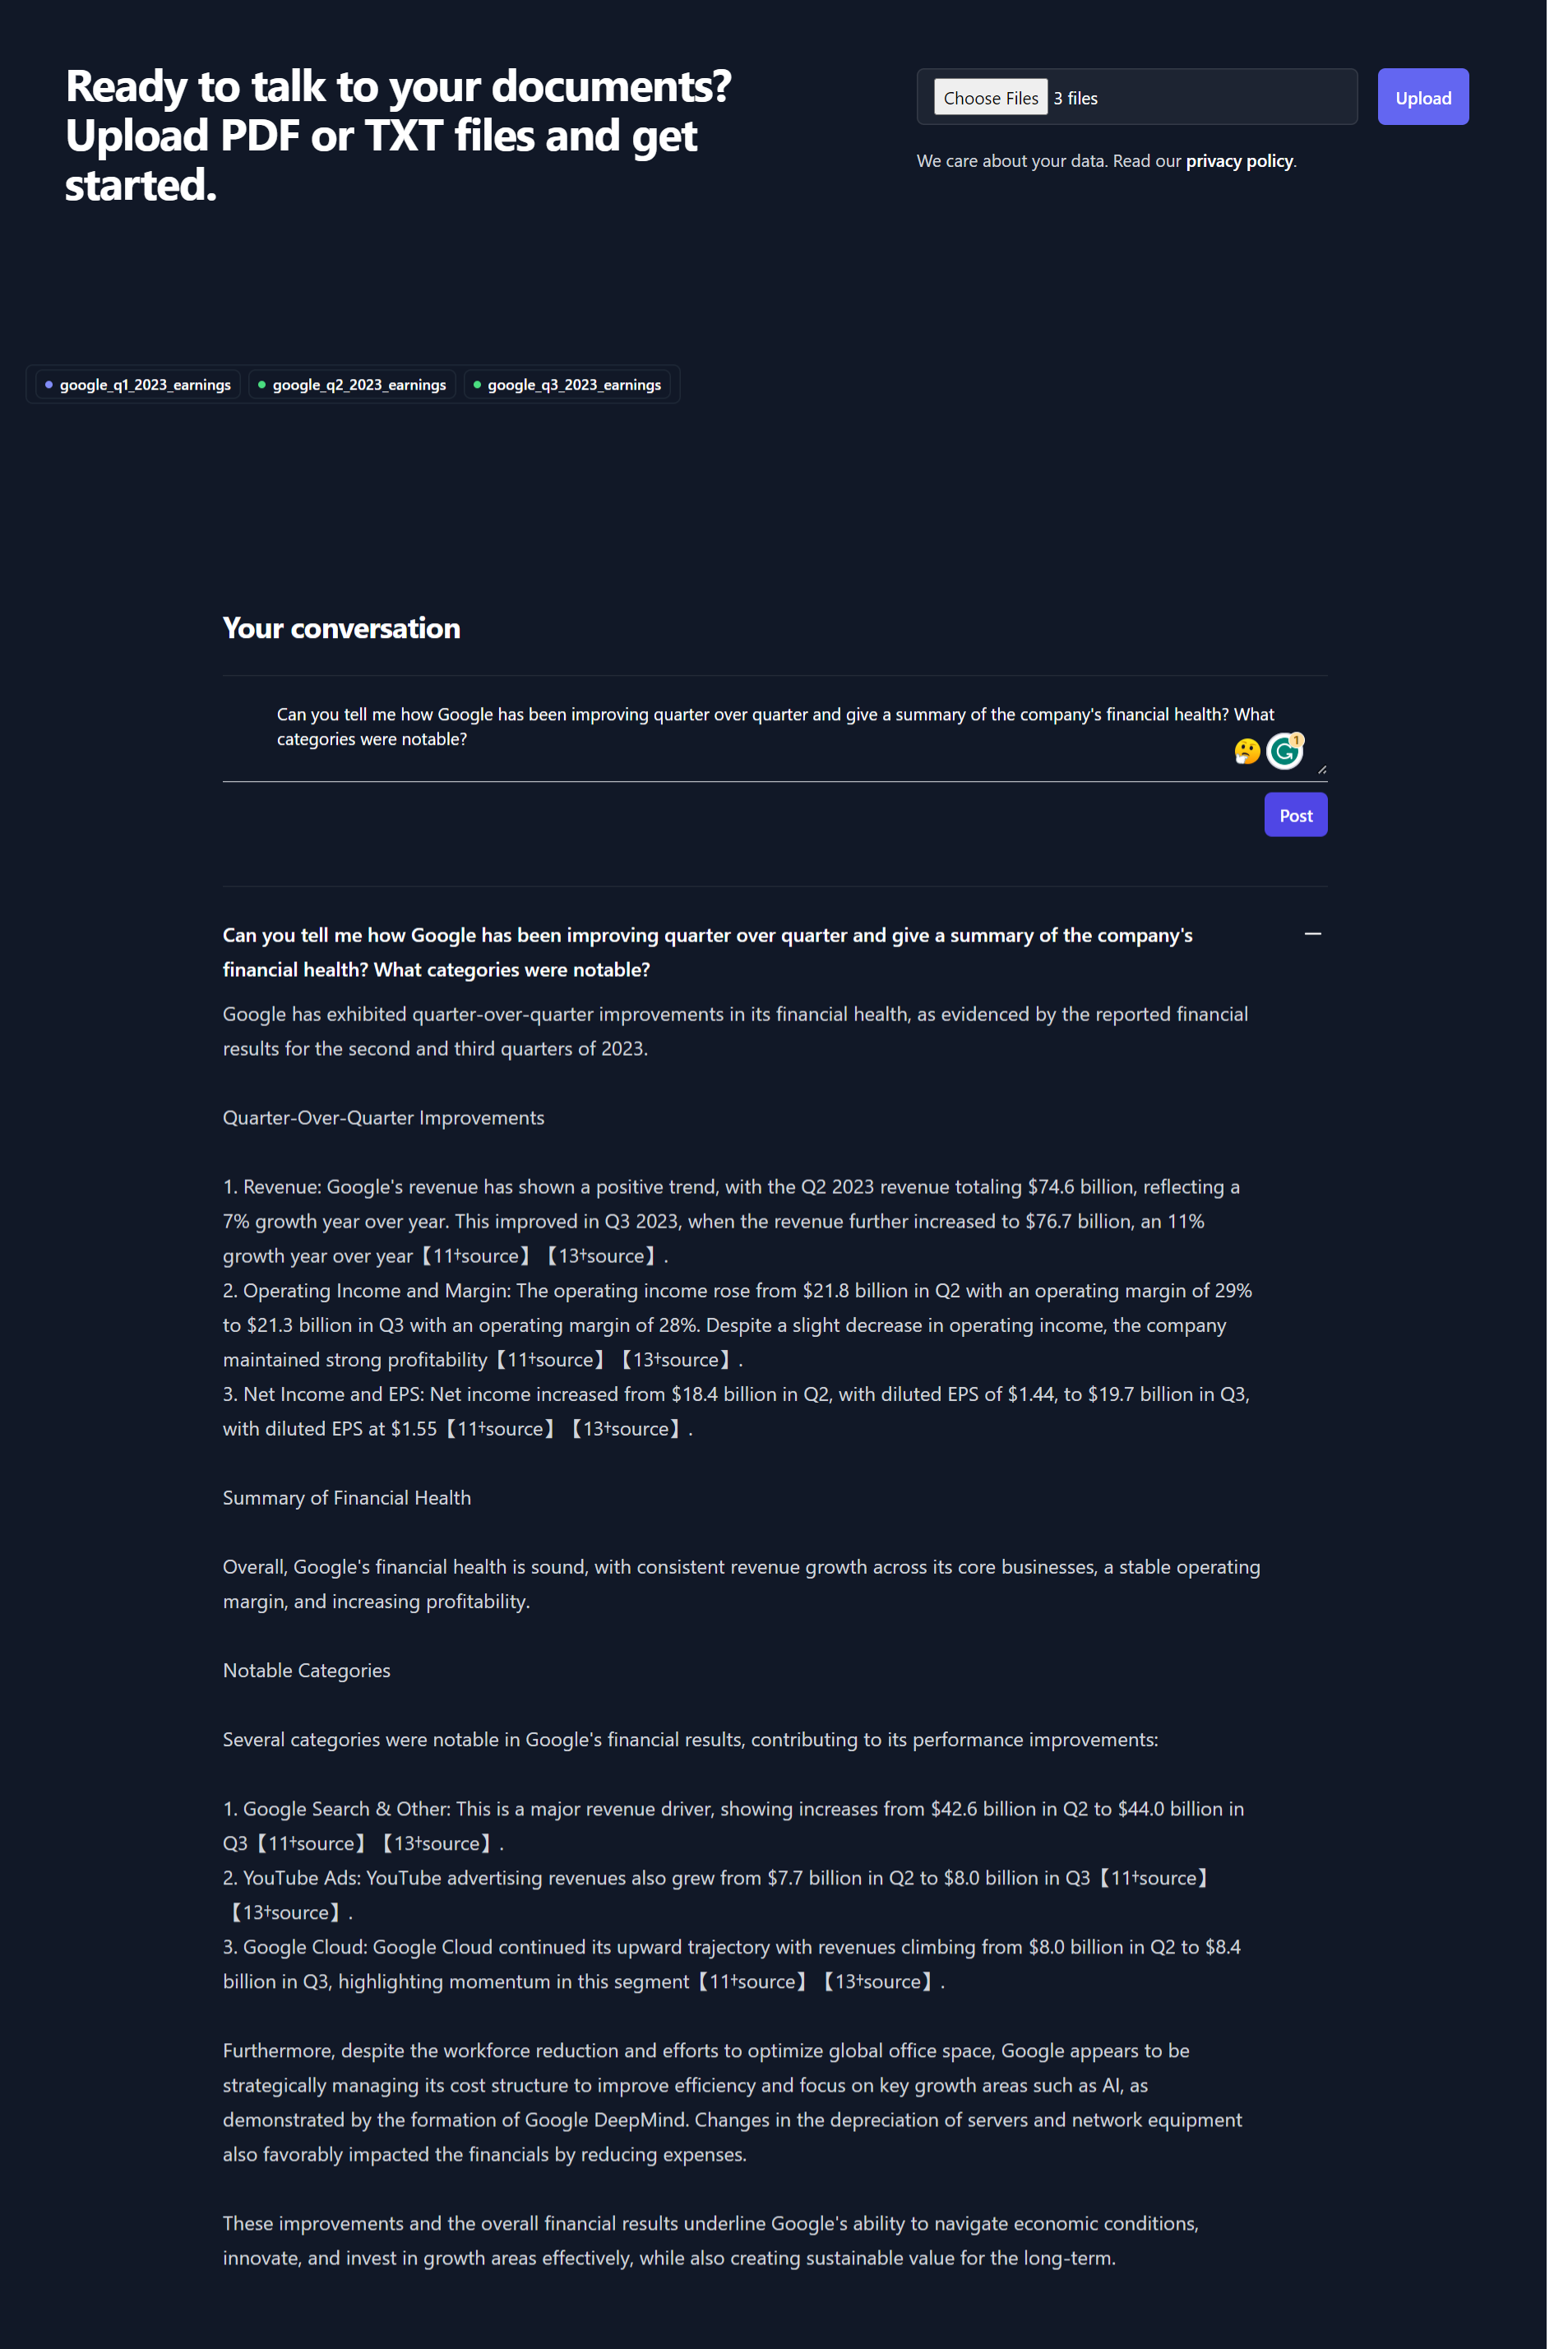 Ready to talk to your documents?
Upload PDF or TXT files and get
started.
Choose Files 3 files
Upload
We care about your data. Read our privacy policy.
google_q1_2023_earnings google_q2_2023_earnings google_q3_2023_earnings
Your conversation
Can you tell me how Google has been improving quarter over quarter and give a summary of the company's financial health? What
categories were notable?
1
Post
Can you tell me how Google has been improving quarter over quarter and give a summary of the company's
financial health? What categories were notable?
Google has exhibited quarter-over-quarter improvements in its financial health, as evidenced by the reported financial
results for the second and third quarters of 2023.
Quarter-Over-Quarter Improvements
1. Revenue: Google's revenue has shown a positive trend, with the Q2 2023 revenue totaling $74.6 billion, reflecting a
7% growth year over year. This improved in Q3 2023, when the revenue further increased to $76.7 billion, an 11%
growth year over year【11†source】【13†source】.
2. Operating Income and Margin: The operating income rose from $21.8 billion in Q2 with an operating margin of 29%
to $21.3 billion in Q3 with an operating margin of 28%. Despite a slight decrease in operating income, the company
maintained strong profitability【11†source】【13†source】.
3. Net Income and EPS: Net income increased from $18.4 billion in Q2, with diluted EPS of $1.44, to $19.7 billion in Q3,
with diluted EPS at $1.55【11†source】【13†source】.
Summary of Financial Health
Overall, Google's financial health is sound, with consistent revenue growth across its core businesses, a stable operating
margin, and increasing profitability.
Notable Categories
Several categories were notable in Google's financial results, contributing to its performance improvements:
1. Google Search & Other: This is a major revenue driver, showing increases from $42.6 billion in Q2 to $44.0 billion in
Q3【11†source】【13†source】.
2. YouTube Ads: YouTube advertising revenues also grew from $7.7 billion in Q2 to $8.0 billion in Q3【11†source】
【13†source】.
3. Google Cloud: Google Cloud continued its upward trajectory with revenues climbing from $8.0 billion in Q2 to $8.4
billion in Q3, highlighting momentum in this segment【11†source】【13†source】.
Furthermore, despite the workforce reduction and efforts to optimize global office space, Google appears to be
strategically managing its cost structure to improve efficiency and focus on key growth areas such as AI, as
demonstrated by the formation of Google DeepMind. Changes in the depreciation of servers and network equipment
also favorably impacted the financials by reducing expenses.
These improvements and the overall financial results underline Google's ability to navigate economic conditions,
innovate, and invest in growth areas effectively, while also creating sustainable value for the long-term.